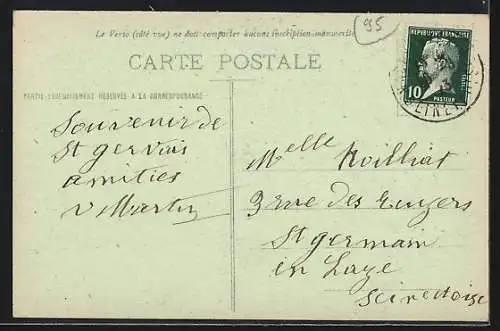 95
Le Verso (côté vue) ne doit comporter aucune inscription manuscrite
CARTE POSTALE
PARTIE EXCLUSIVEMENT RÉSERVÉE A LA CORRESPONDANCE
REPUBLIQUE FRANÇAISE
10
POSTES
PASTEUR
Souvenir de
St gervais
amities
V Martin
Melle
3 rue des
St germain
en Laye
Seine et oise